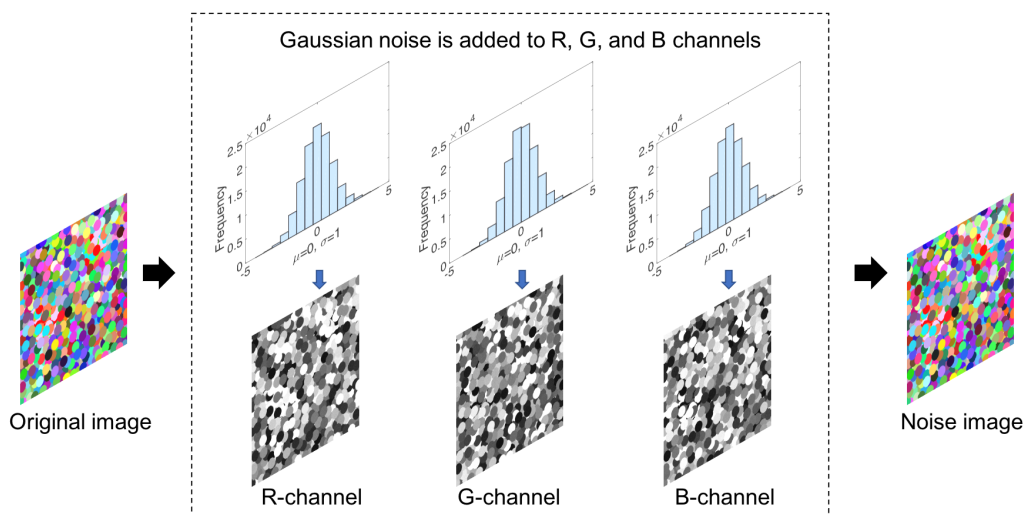 Gaussian noise is added to R, G, and B channels
×10⁴
2.5
2
1.5
1
0.5
0
-5
0
5
Frequency
μ=0, σ=1
×10⁴
2.5
2
1.5
1
0.5
0
-5
0
5
Frequency
μ=0, σ=1
×10⁴
2.5
2
1.5
1
0.5
0
-5
0
5
Frequency
μ=0, σ=1
Original image
R-channel
G-channel
B-channel
Noise image